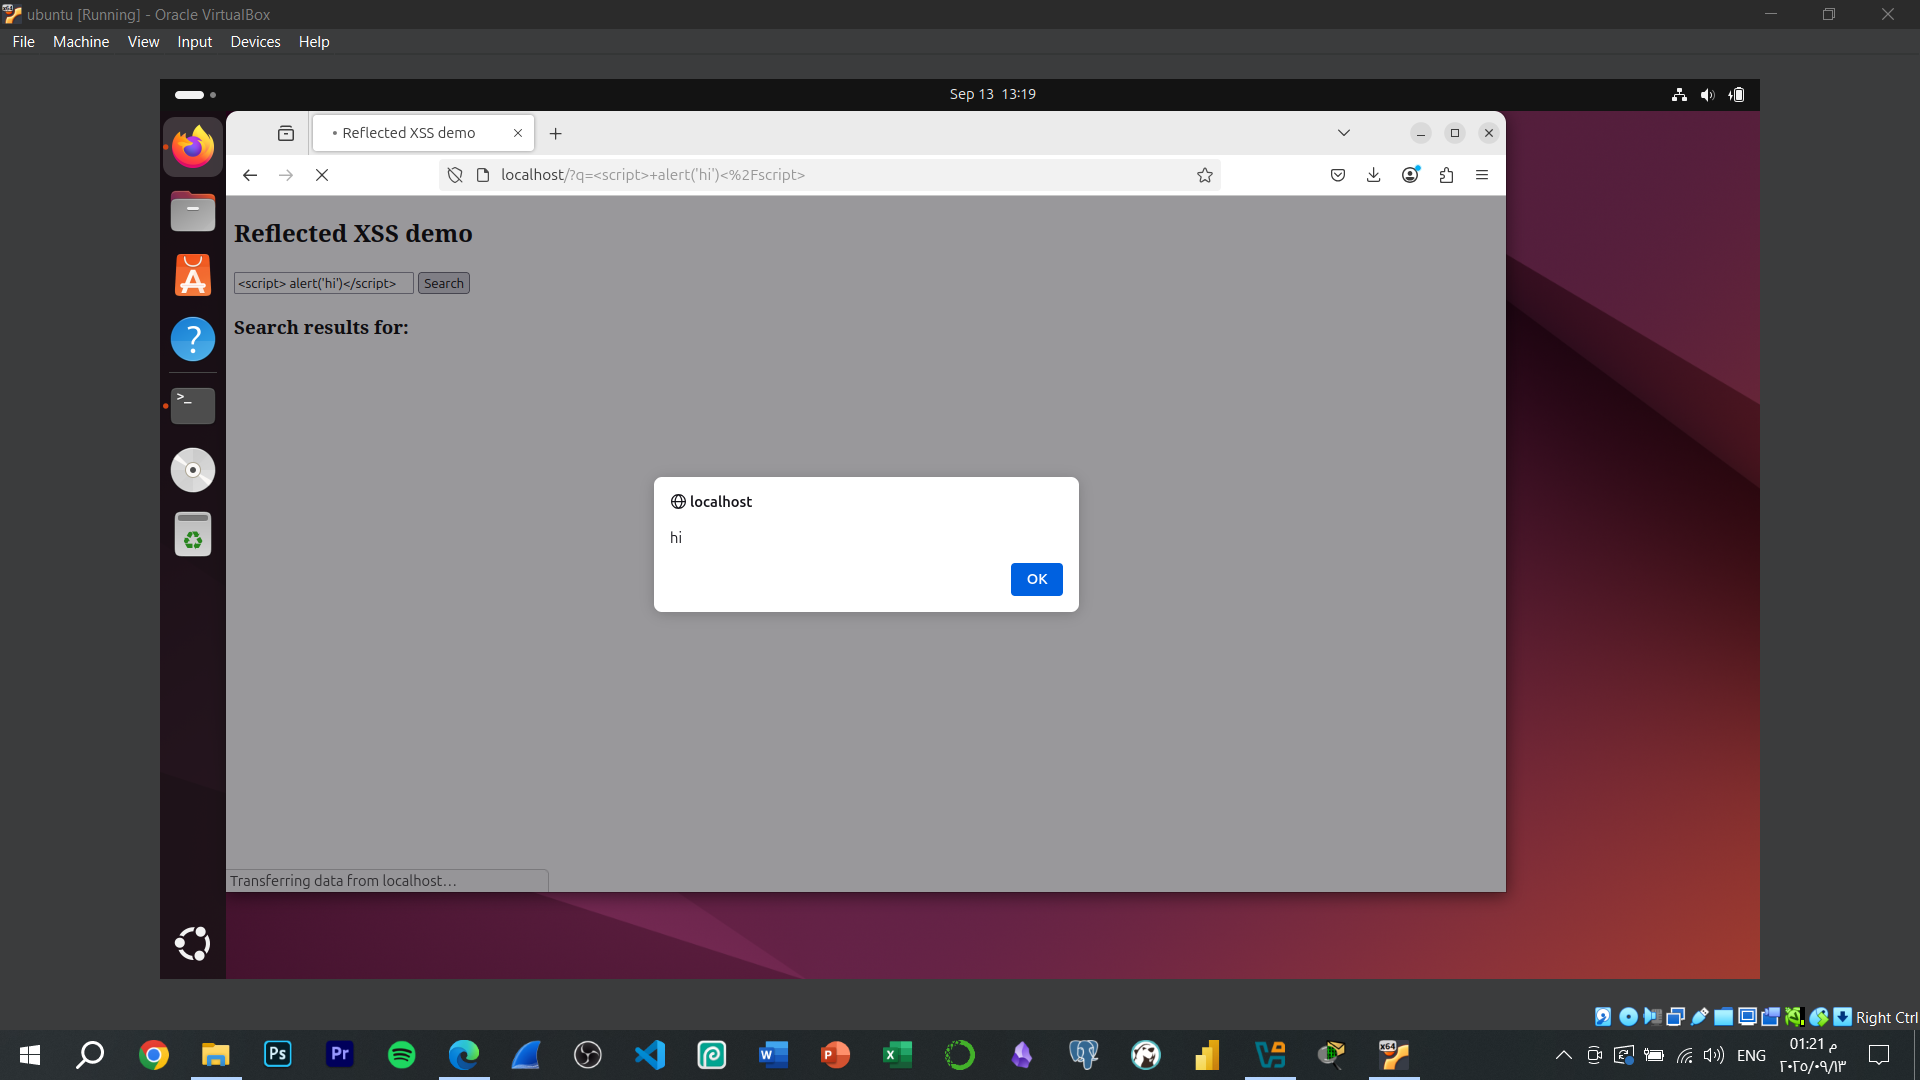 ubuntu [Running] - Oracle VirtualBox
File Machine View Input Devices Help
Sep 13 13:19
Reflected XSS demo
localhost/?q=<script>+alert('hi')<%2Fscript>
Reflected XSS demo
<script> alert('hi')</script> Search
Search results for:
localhost
hi
OK
Transferring data from localhost…
Right Ctrl
ENG
01:21 م
٢٠٢٥/٠٩/١٣